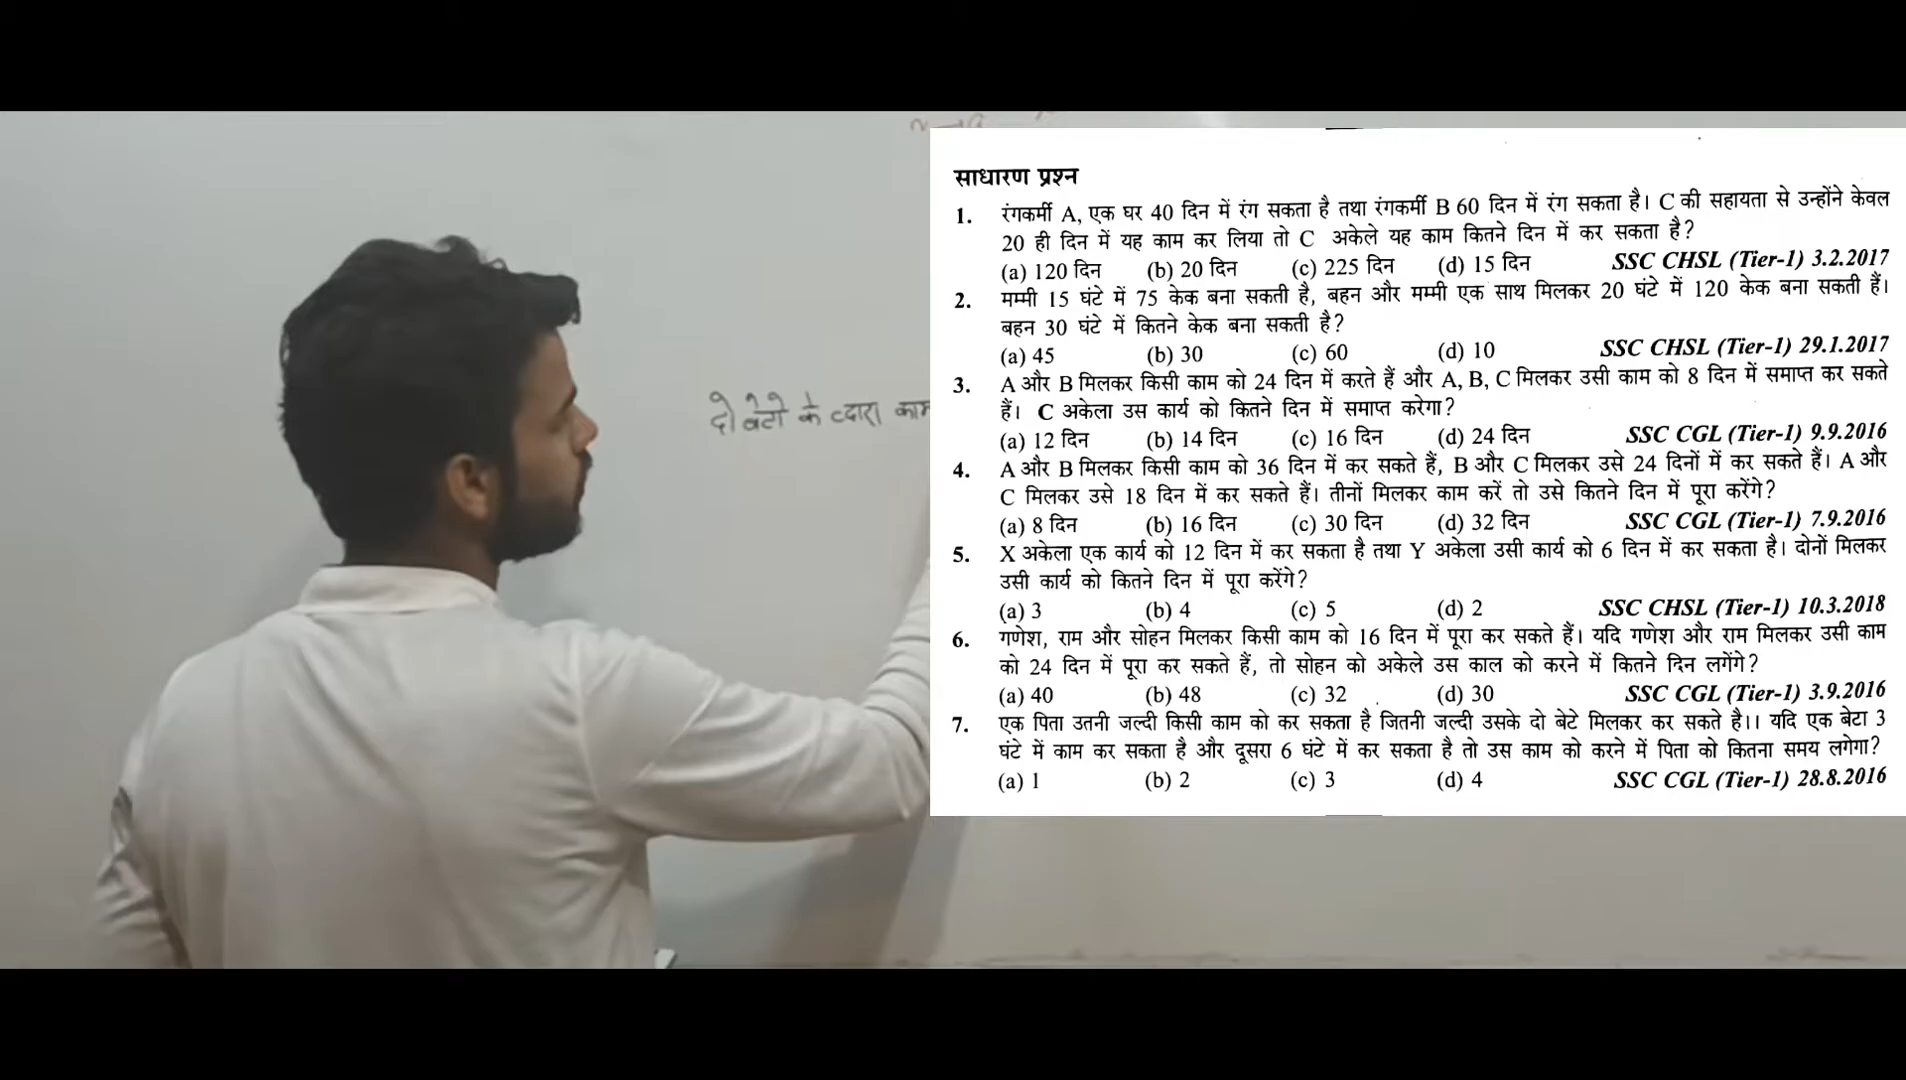 दो बेटो के द्वारा काम
साधारण प्रश्न
1. रंगकर्मी A, एक घर 40 दिन में रंग सकता है तथा रंगकर्मी B 60 दिन में रंग सकता है। C की सहायता से उन्होंने केवल
20 ही दिन में यह काम कर लिया तो C अकेले यह काम कितने दिन में कर सकता है?
(a) 120 दिन (b) 20 दिन (c) 225 दिन (d) 15 दिन SSC CHSL (Tier-1) 3.2.2017
2. मम्मी 15 घंटे में 75 केक बना सकती है, बहन और मम्मी एक साथ मिलकर 20 घंटे में 120 केक बना सकती हैं।
बहन 30 घंटे में कितने केक बना सकती है?
(a) 45 (b) 30 (c) 60 (d) 10 SSC CHSL (Tier-1) 29.1.2017
3. A और B मिलकर किसी काम को 24 दिन में करते हैं और A, B, C मिलकर उसी काम को 8 दिन में समाप्त कर सकते
हैं। C अकेला उस कार्य को कितने दिन में समाप्त करेगा?
(a) 12 दिन (b) 14 दिन (c) 16 दिन (d) 24 दिन SSC CGL (Tier-1) 9.9.2016
4. A और B मिलकर किसी काम को 36 दिन में कर सकते हैं, B और C मिलकर उसे 24 दिनों में कर सकते हैं। A और
C मिलकर उसे 18 दिन में कर सकते हैं। तीनों मिलकर काम करें तो उसे कितने दिन में पूरा करेंगे?
(a) 8 दिन (b) 16 दिन (c) 30 दिन (d) 32 दिन SSC CGL (Tier-1) 7.9.2016
5. X अकेला एक कार्य को 12 दिन में कर सकता है तथा Y अकेला उसी कार्य को 6 दिन में कर सकता है। दोनों मिलकर
उसी कार्य को कितने दिन में पूरा करेंगे?
(a) 3 (b) 4 (c) 5 (d) 2 SSC CHSL (Tier-1) 10.3.2018
6. गणेश, राम और सोहन मिलकर किसी काम को 16 दिन में पूरा कर सकते हैं। यदि गणेश और राम मिलकर उसी काम
को 24 दिन में पूरा कर सकते हैं, तो सोहन को अकेले उस काल को करने में कितने दिन लगेंगे?
(a) 40 (b) 48 (c) 32 (d) 30 SSC CGL (Tier-1) 3.9.2016
7. एक पिता उतनी जल्दी किसी काम को कर सकता है जितनी जल्दी उसके दो बेटे मिलकर कर सकते है।। यदि एक बेटा 3
घंटे में काम कर सकता है और दूसरा 6 घंटे में कर सकता है तो उस काम को करने में पिता को कितना समय लगेगा?
(a) 1 (b) 2 (c) 3 (d) 4 SSC CGL (Tier-1) 28.8.2016